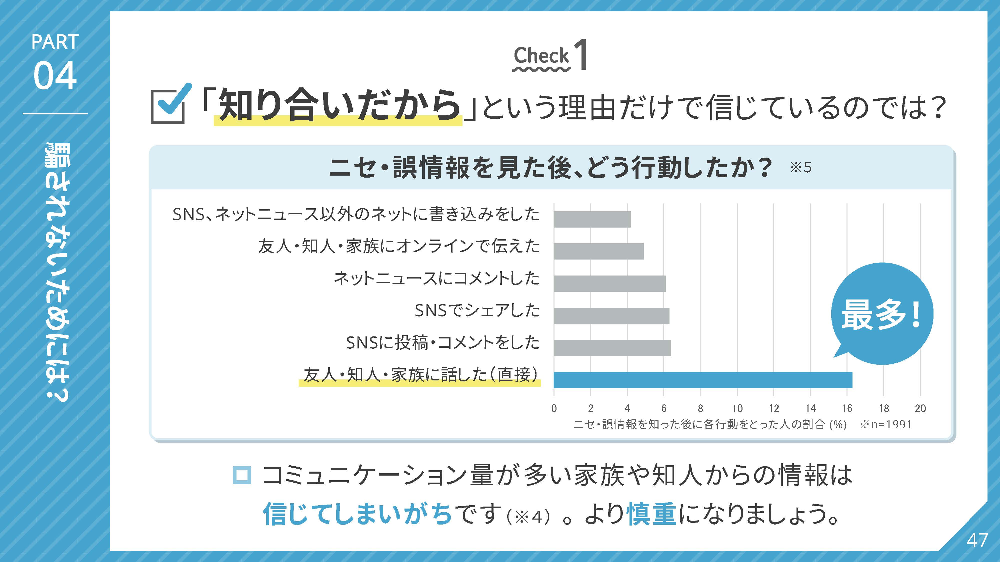 PART
04
騙されないためには？
Check1
「知り合いだから」という理由だけで信じているのでは？
ニセ・誤情報を見た後、どう行動したか？ ※5
SNS、ネットニュース以外のネットに書き込みをした
友人・知人・家族にオンラインで伝えた
ネットニュースにコメントした
SNSでシェアした
SNSに投稿・コメントをした
友人・知人・家族に話した（直接）
最多！
0 2 4 6 8 10 12 14 16 18 20
ニセ・誤情報を知った後に各行動をとった人の割合 (%) ※n=1991
コミュニケーション量が多い家族や知人からの情報は
信じてしまいがちです（※4）。より慎重になりましょう。
47